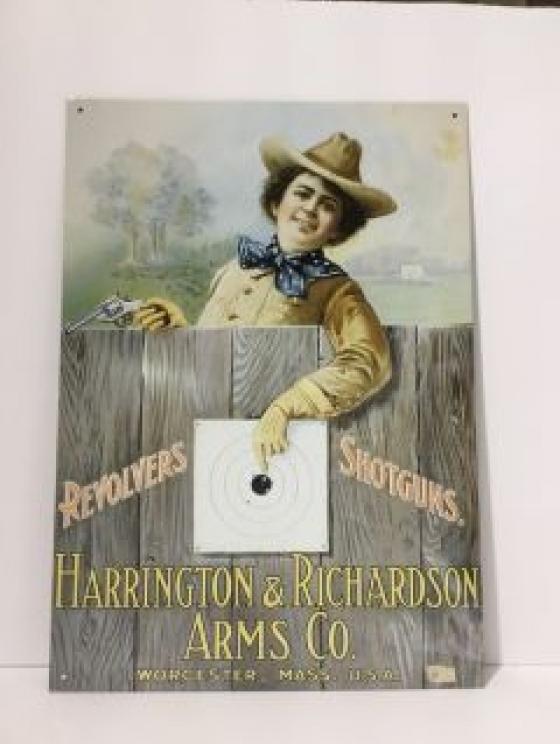 REVOLVERS
SHOTGUNS.
HARRINGTON & RICHARDSON
ARMS CO.
WORCESTER, MASS. U.S.A.